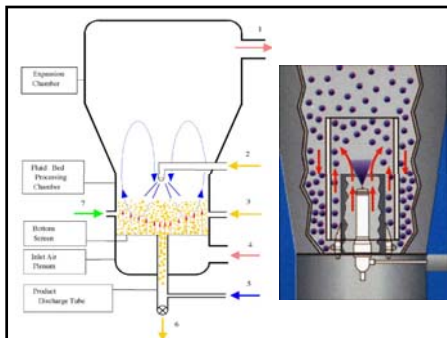 1
Expansion
Chamber
2
Fluid Bed
Processing
Chamber
7
3
Bottom
Screen
4
Inlet Air
Plenum
5
Product
Discharge Tube
6